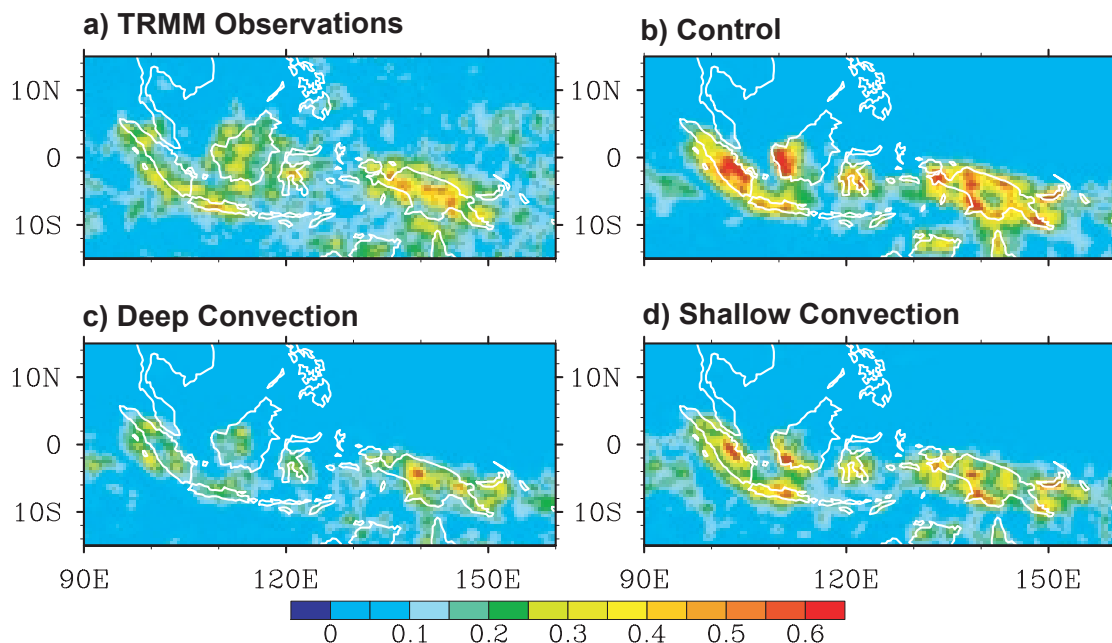 a) TRMM Observations
b) Control
10N
0
10S
10N
0
10S
c) Deep Convection
d) Shallow Convection
10N
0
10S
10N
0
10S
90E 120E 150E
90E 120E 150E
0 0.1 0.2 0.3 0.4 0.5 0.6